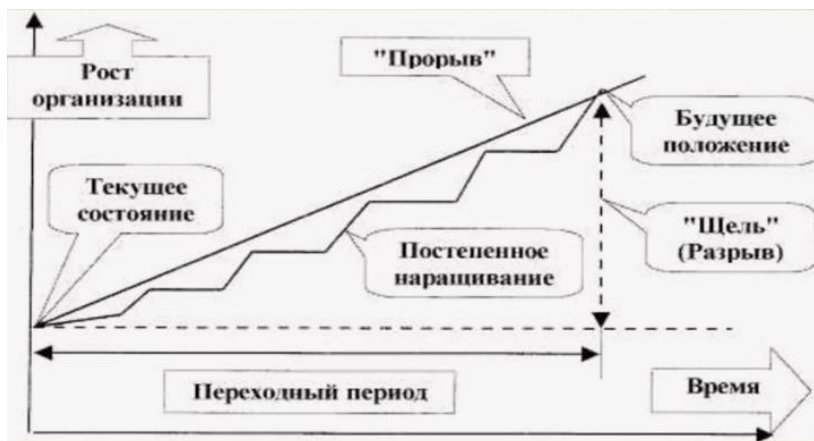 Рост
организации
"Прорыв"
Будущее
положение
Текущее
состояние
"Щель"
(Разрыв)
Постепенное
наращивание
Переходный период
Время